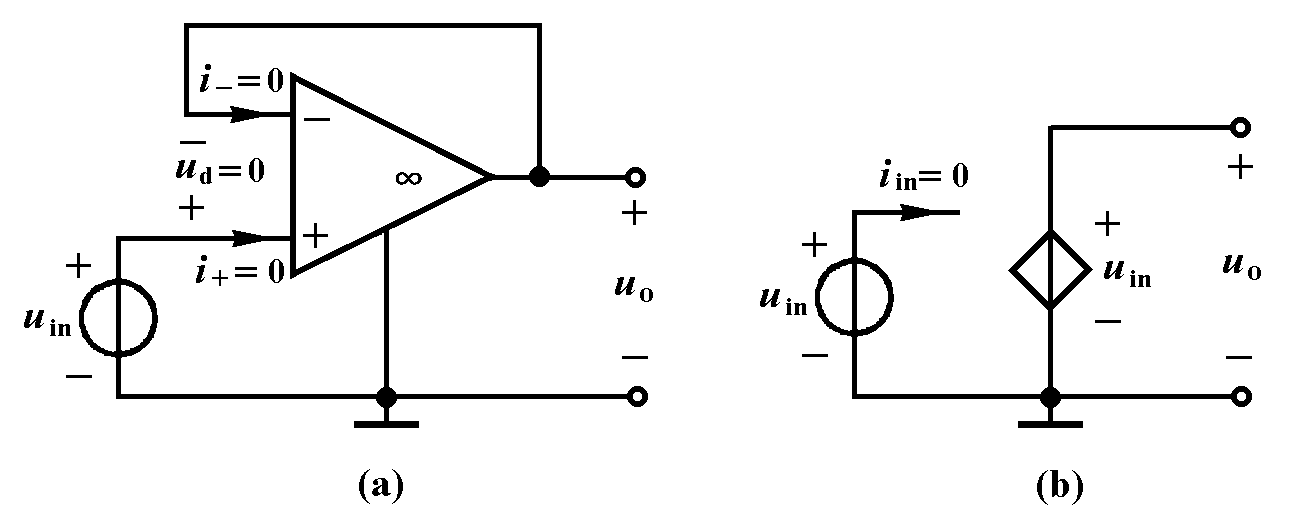 i₋=0
−
−
u_d=0
∞
+
+
i₊=0
+
u_in
−
+
u_o
−
(a)
i_in=0
+
u_in
−
+
u_in
−
+
u_o
−
(b)